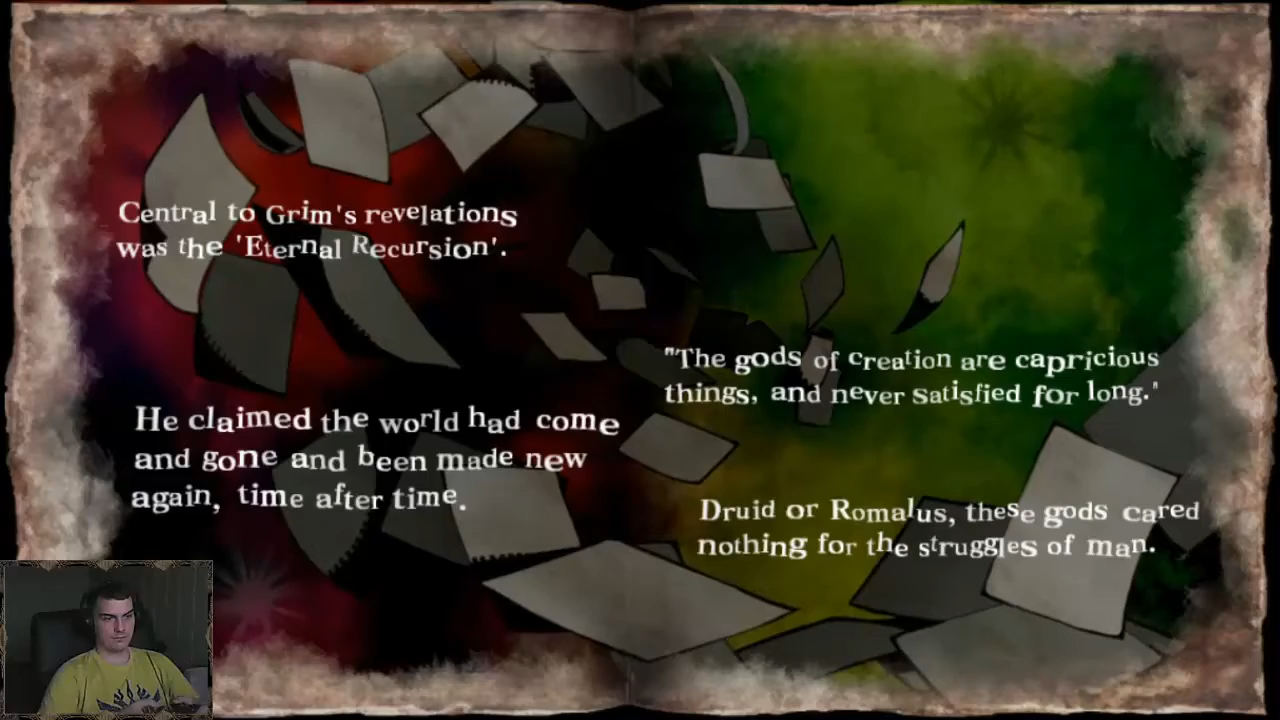 Central to Grim's revelations
was the 'Eternal Recursion'.
He claimed the world had come
and gone and been made new
again, time after time.
"The gods of creation are capricious
things, and never satisfied for long."
Druid or Romalus, these gods cared
nothing for the struggles of man.